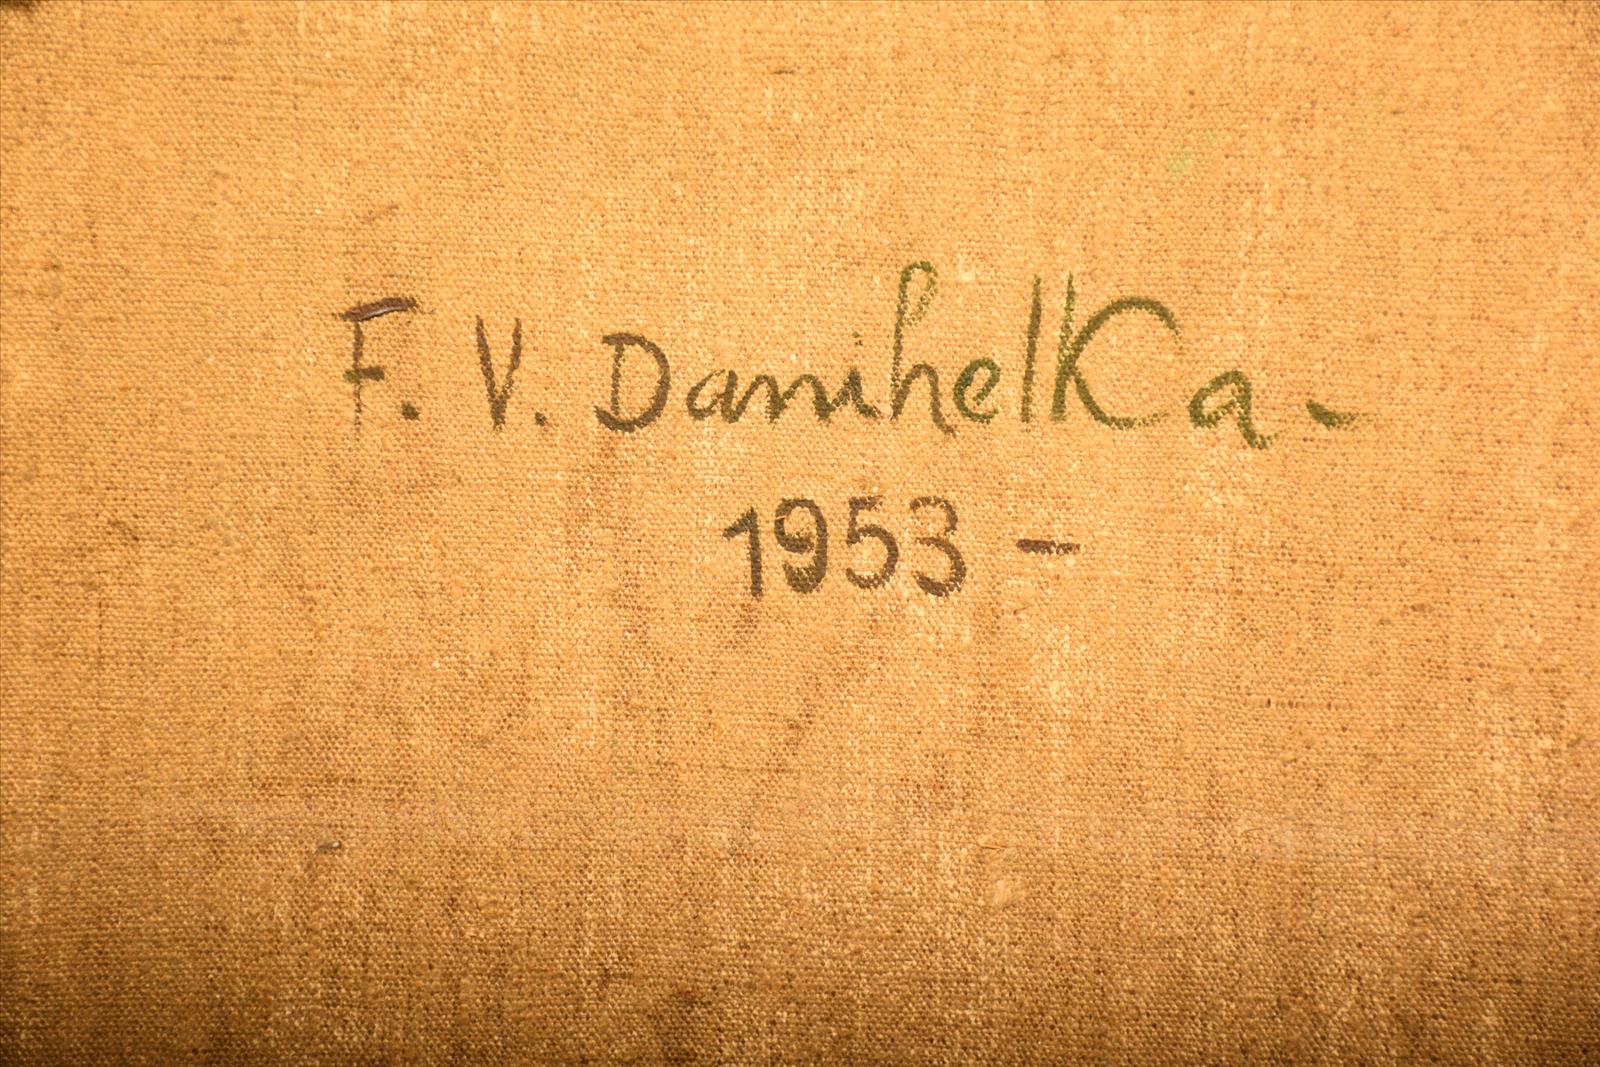 F. V. Danihelka.
1953 -